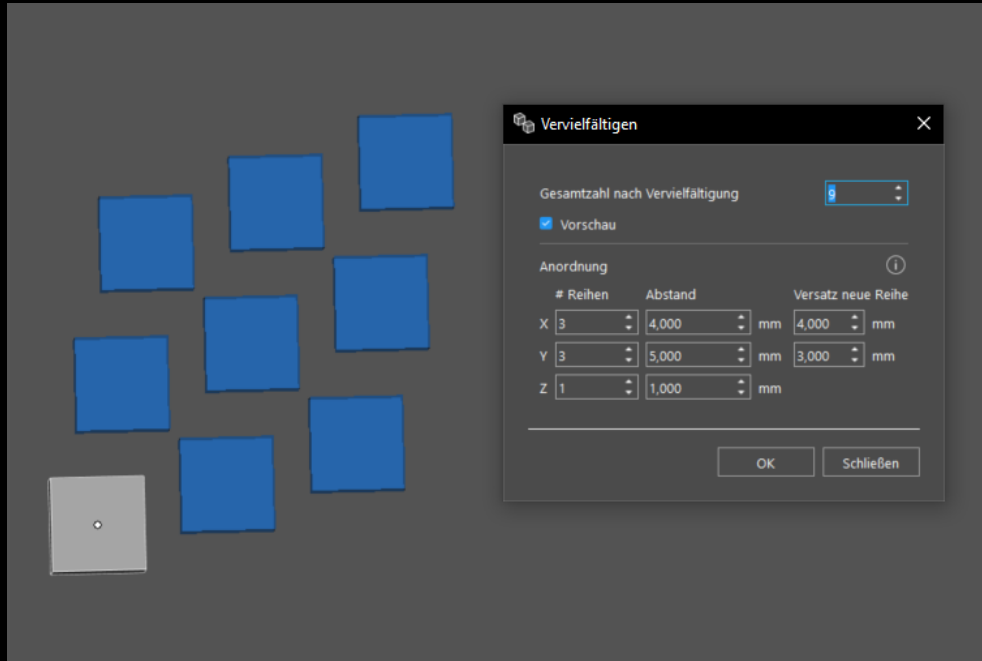 Vervielfältigen
Gesamtzahl nach Vervielfältigung 9
Vorschau
Anordnung
# Reihen Abstand Versatz neue Reihe
X 3 4,000 mm 4,000 mm
Y 3 5,000 mm 3,000 mm
Z 1 1,000 mm
OK Schließen